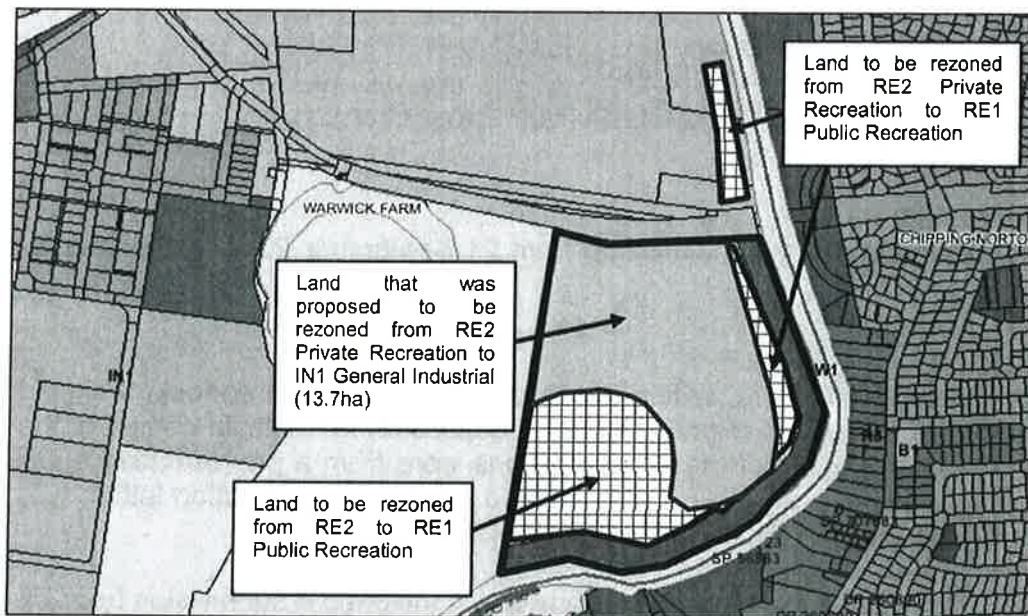 Land to be rezoned
from RE2 Private
Recreation to RE1
Public Recreation
WARWICK FARM
CHIPPING NORTO
Land that was
proposed to be
rezoned from RE2
Private Recreation to
IN1 General Industrial
(13.7ha)
IN
W1
R3
B1
Land to be rezoned
from RE2 to RE1
Public Recreation